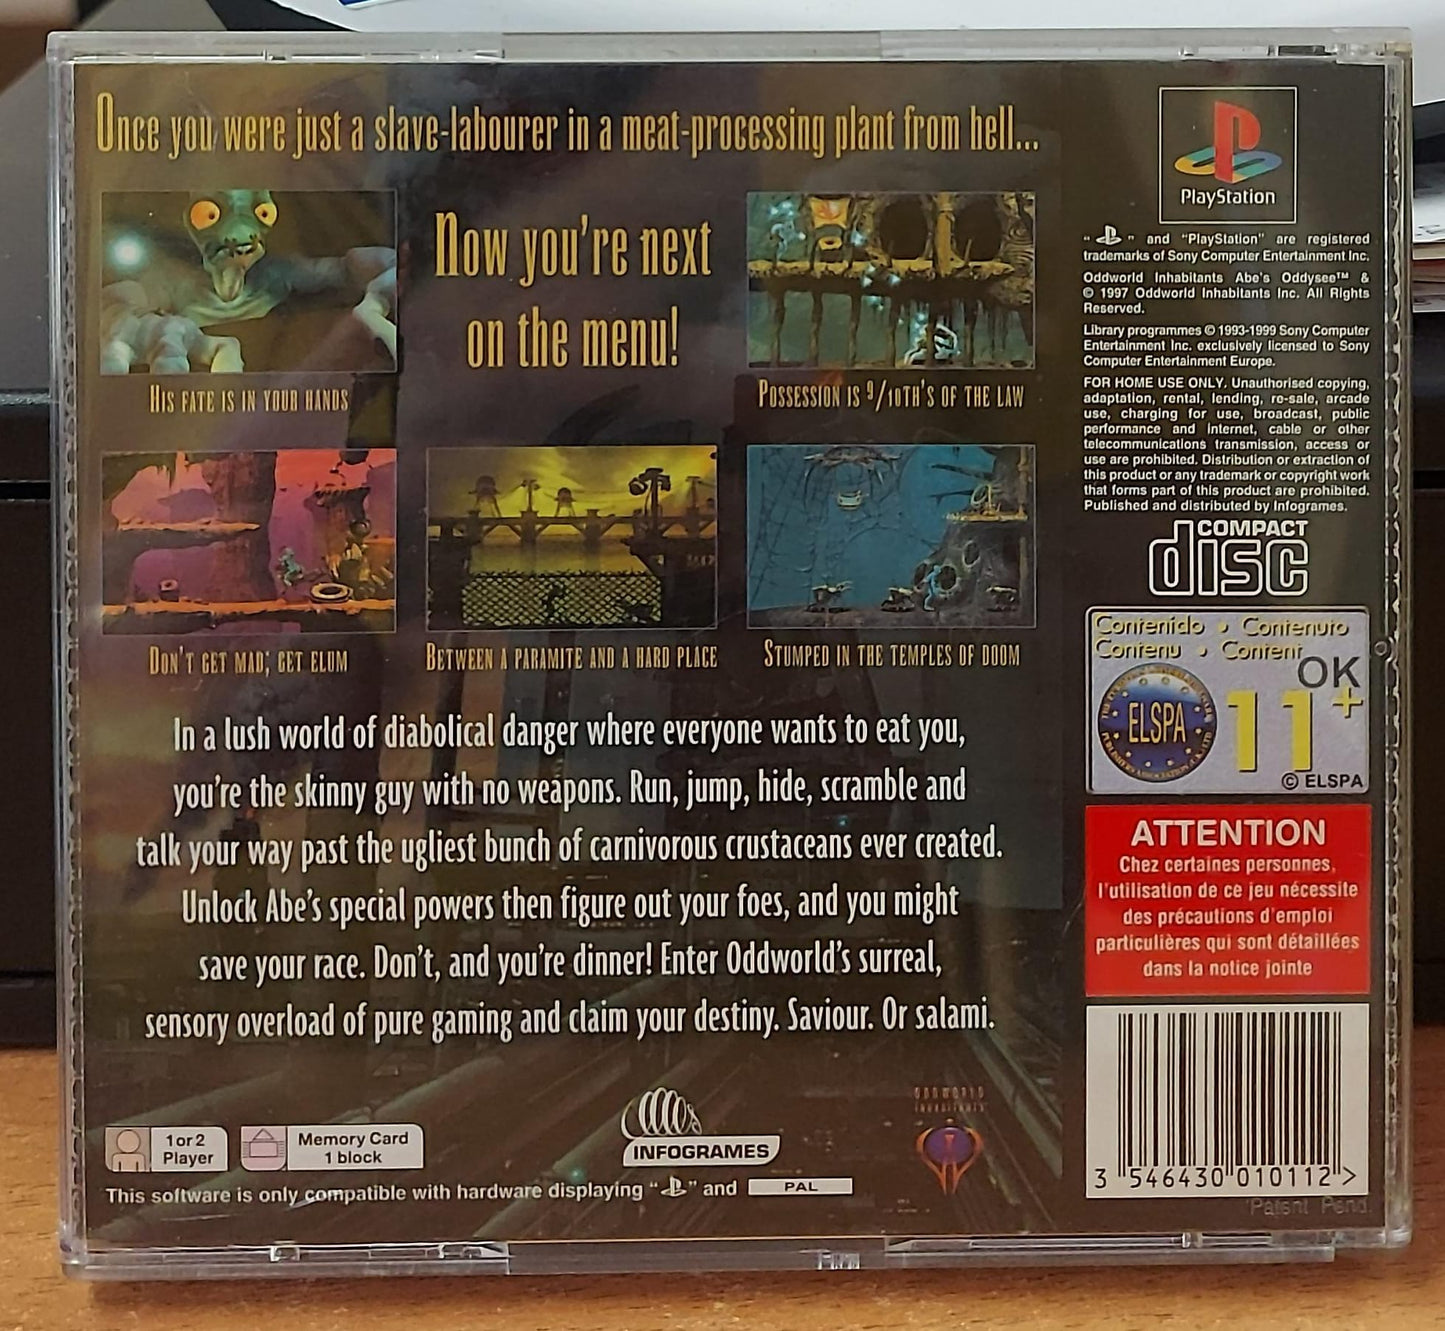 Once you were just a slave-labourer in a meat-processing plant from hell...
Now you're next
on the menu!
His fate is in your hands
Possession is 9/10th's of the law
Don't get mad; get Elum
Between a Paramite and a hard place
Stumped in the temples of doom
In a lush world of diabolical danger where everyone wants to eat you,
you're the skinny guy with no weapons. Run, jump, hide, scramble and
talk your way past the ugliest bunch of carnivorous crustaceans ever created.
Unlock Abe's special powers then figure out your foes, and you might
save your race. Don't, and you're dinner! Enter Oddworld's surreal,
sensory overload of pure gaming and claim your destiny. Saviour. Or salami.
1 or 2
Player
Memory Card
1 block
INFOGRAMES
ODDWORLD
INHABITANTS
This software is only compatible with hardware displaying " " and PAL
PlayStation
" " and "PlayStation" are registered
trademarks of Sony Computer Entertainment Inc.
Oddworld Inhabitants Abe's Oddysee™ &
© 1997 Oddworld Inhabitants Inc. All Rights
Reserved.
Library programmes © 1993-1999 Sony Computer
Entertainment Inc. exclusively licensed to Sony
Computer Entertainment Europe.
FOR HOME USE ONLY. Unauthorised copying,
adaptation, rental, lending, re-sale, arcade
use, charging for use, broadcast, public
performance and internet, cable or other
telecommunications transmission, access or
use are prohibited. Distribution or extraction of
this product or any trademark or copyright work
that forms part of this product are prohibited.
Published and distributed by Infogrames.
COMPACT
disc
Contenido • Contenuto
Contenu • Content
OK
ELSPA
11+
© ELSPA
ATTENTION
Chez certaines personnes,
l'utilisation de ce jeu nécessite
des précautions d'emploi
particulières qui sont détaillées
dans la notice jointe
3 546430 010112 >
Patent Pend.